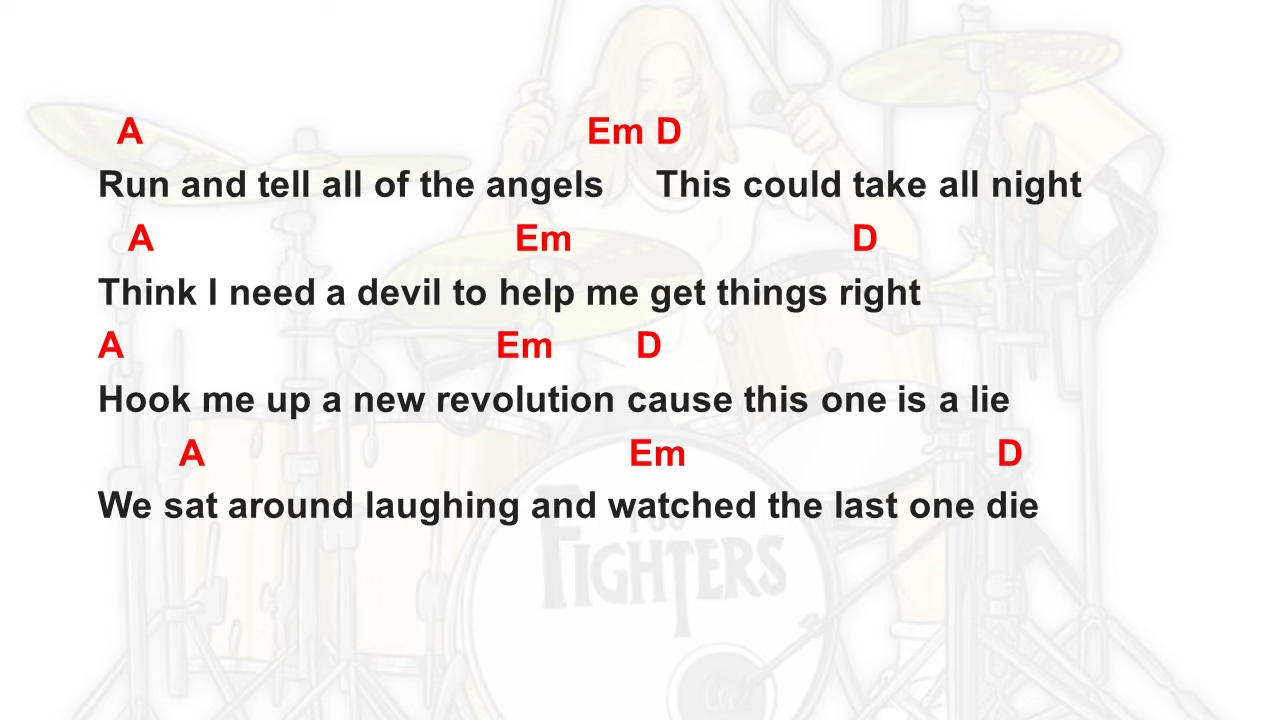 A Em D
Run and tell all of the angels This could take all night
A Em D
Think I need a devil to help me get things right
A Em D
Hook me up a new revolution cause this one is a lie
A Em D
We sat around laughing and watched the last one die
FIGHTERS